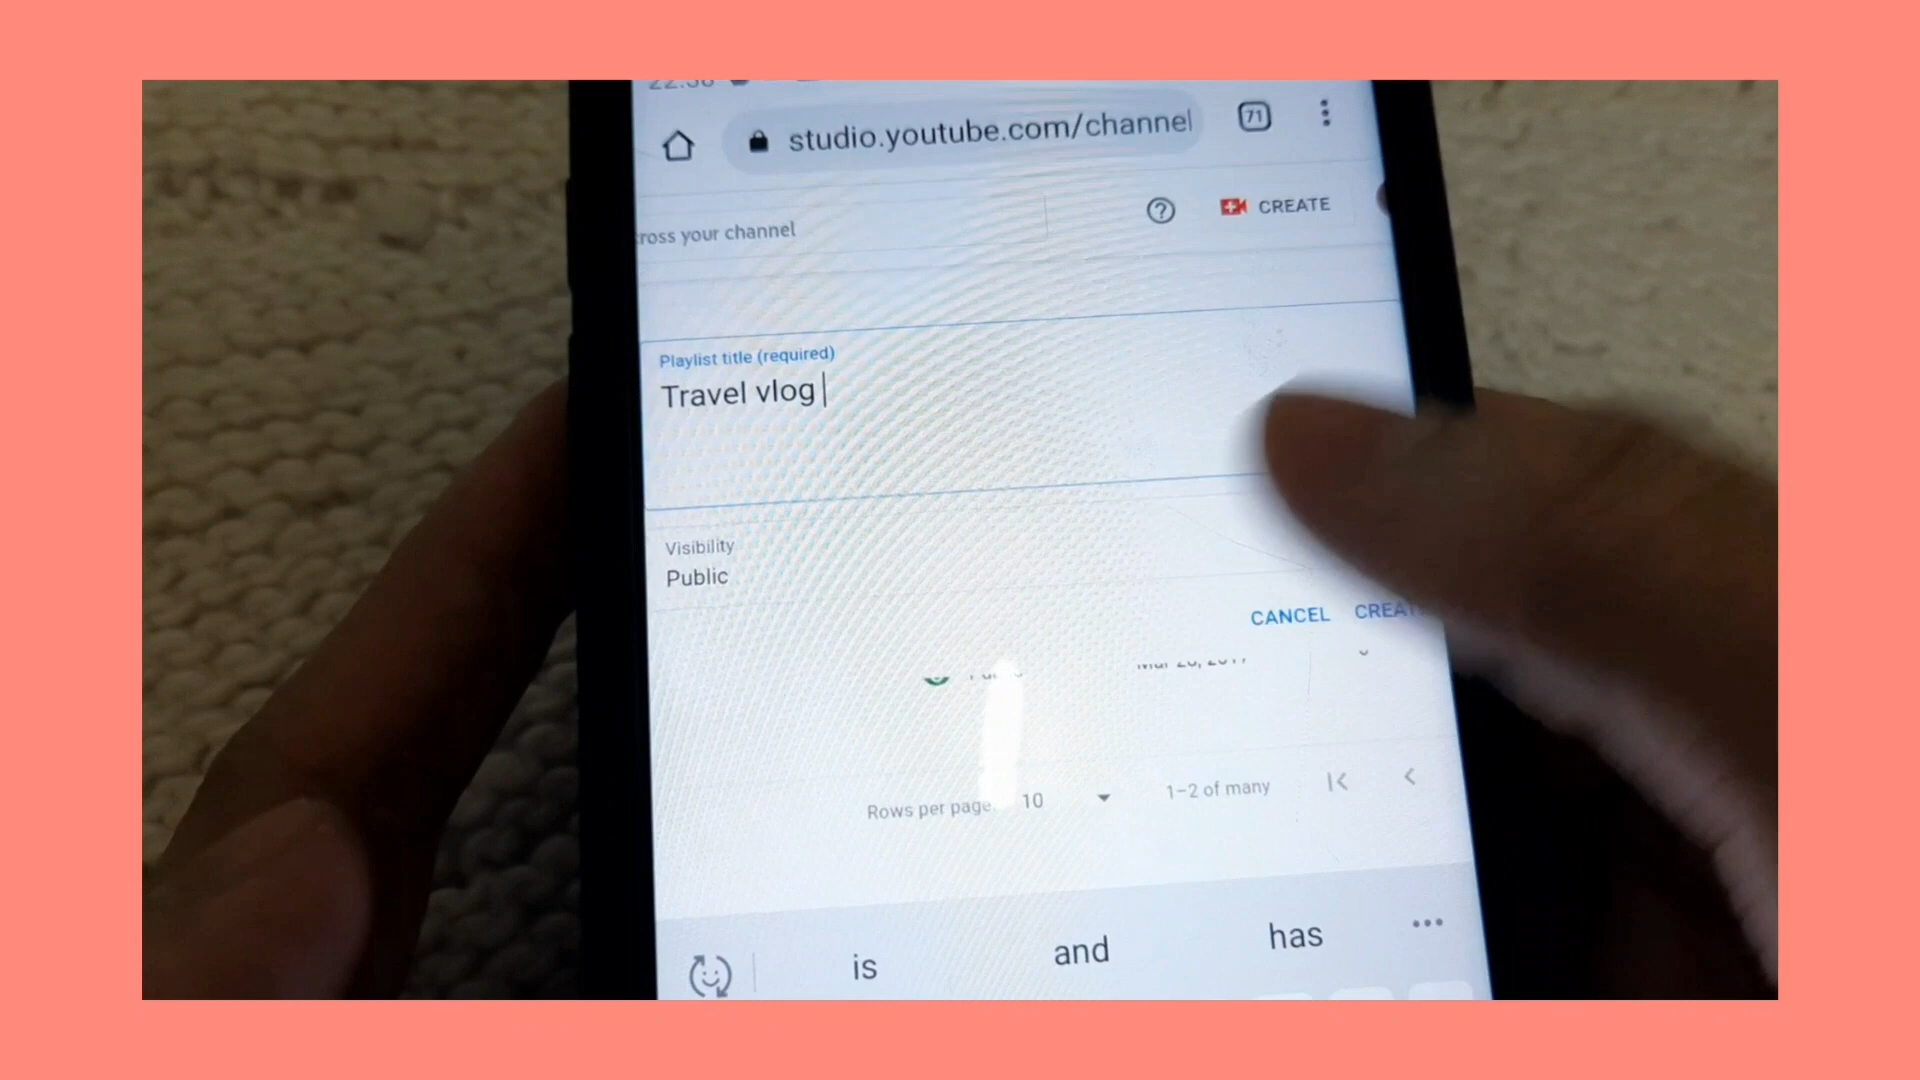 71
studio.youtube.com/channel
ross your channel
? CREATE
Playlist title (required)
Travel vlog
Visibility
Public
CANCEL CREAT
Rows per page: 10 1–2 of many
is and has